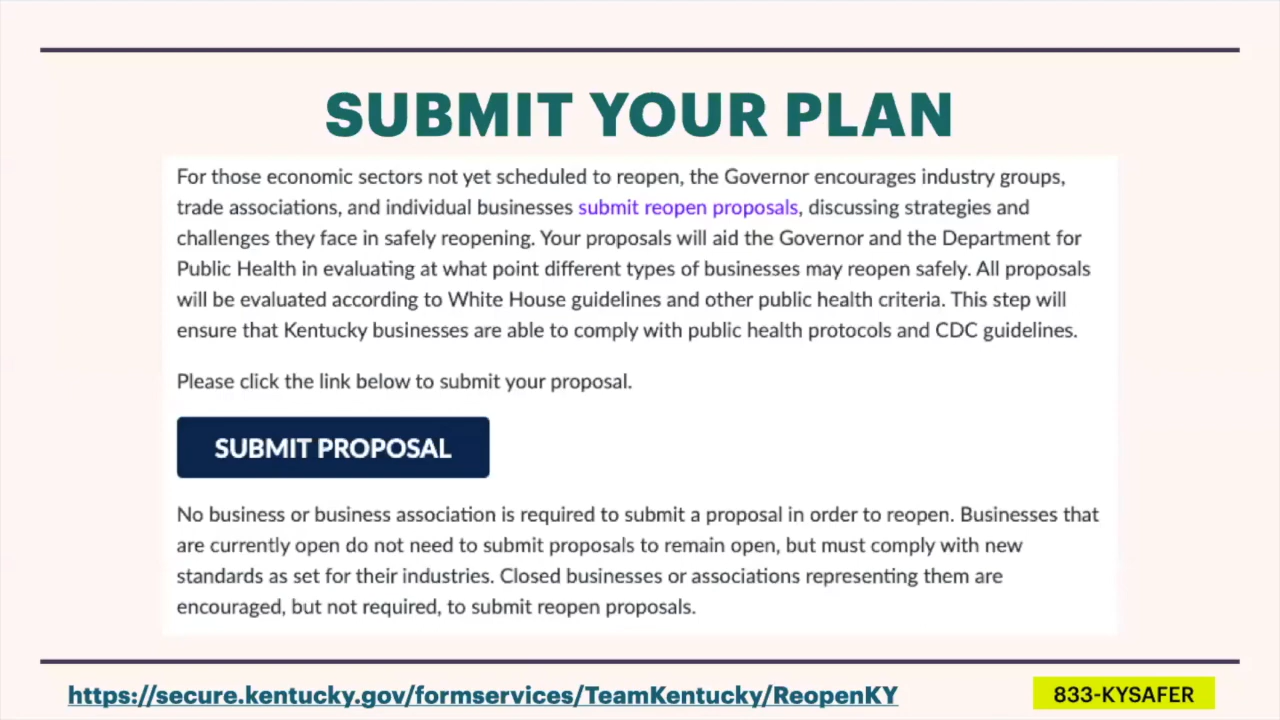 SUBMIT YOUR PLAN
For those economic sectors not yet scheduled to reopen, the Governor encourages industry groups,
trade associations, and individual businesses submit reopen proposals, discussing strategies and
challenges they face in safely reopening. Your proposals will aid the Governor and the Department for
Public Health in evaluating at what point different types of businesses may reopen safely. All proposals
will be evaluated according to White House guidelines and other public health criteria. This step will
ensure that Kentucky businesses are able to comply with public health protocols and CDC guidelines.
Please click the link below to submit your proposal.
SUBMIT PROPOSAL
No business or business association is required to submit a proposal in order to reopen. Businesses that
are currently open do not need to submit proposals to remain open, but must comply with new
standards as set for their industries. Closed businesses or associations representing them are
encouraged, but not required, to submit reopen proposals.
https://secure.kentucky.gov/formservices/TeamKentucky/ReopenKY
833-KYSAFER